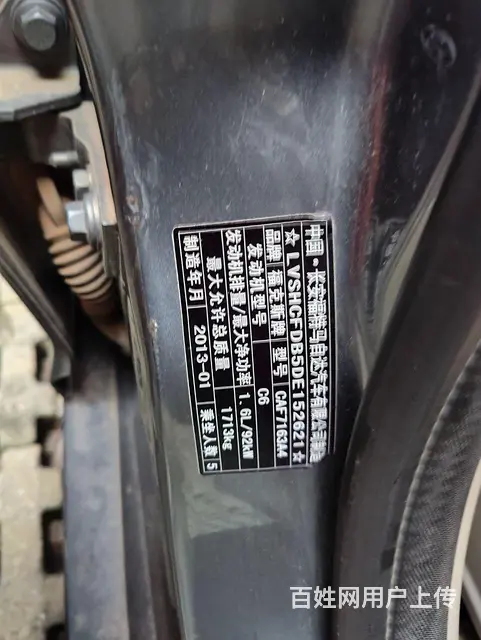 中国·长安福特马自达汽车有限公司制造
☆LVSHCFDB5DE152621☆
品牌 福克斯牌 型号 CAF7163A4
发动机型号 C6
发动机排量/最大净功率 1.6L/92kW
最大允许总质量 1713kg
制造年月 2013-01 乘坐人数 5
百姓网用户上传